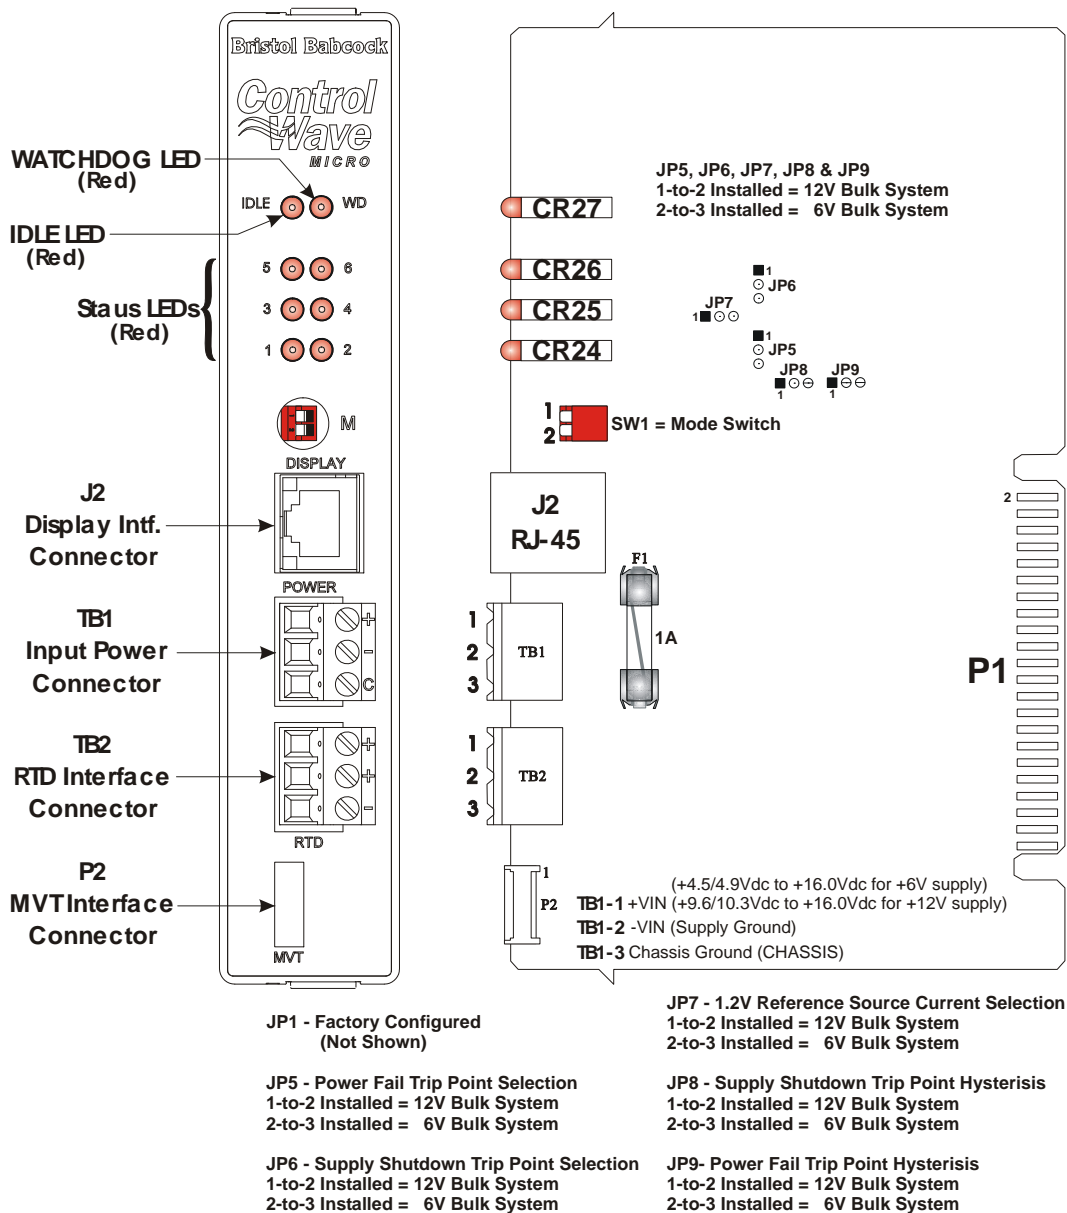 Bristol Babcock
Control
Wave
MICRO
WATCHDOG LED
(Red)
IDLE
WD
IDLE LED
(Red)
5
6
3
4
1
2
Staus LEDs
(Red)
M
DISPLAY
J2
Display Intf.
Connector
POWER
TB1
Input Power
Connector
+
-
C
TB2
RTD Interface
Connector
+
+
-
RTD
P2
MVT Interface
Connector
MVT
JP5, JP6, JP7, JP8 & JP9
1-to-2 Installed = 12V Bulk System
2-to-3 Installed =   6V Bulk System
CR27
CR26
CR25
CR24
1
JP6
JP7
1
1
JP5
JP8
JP9
1
1
1
2
SW1 = Mode Switch
J2
RJ-45
2
F1
1A
P1
1
2
3
TB1
1
2
3
TB2
1
P2
(+4.5/4.9Vdc to +16.0Vdc for +6V supply)
TB1-1 +VIN (+9.6/10.3Vdc to +16.0Vdc for +12V supply)
TB1-2 -VIN (Supply Ground)
TB1-3 Chassis Ground (CHASSIS)
JP1 - Factory Configured
(Not Shown)
JP5 - Power Fail Trip Point Selection
1-to-2 Installed = 12V Bulk System
2-to-3 Installed =   6V Bulk System
JP6 - Supply Shutdown Trip Point Selection
1-to-2 Installed = 12V Bulk System
2-to-3 Installed =   6V Bulk System
JP7 - 1.2V Reference Source Current Selection
1-to-2 Installed = 12V Bulk System
2-to-3 Installed =   6V Bulk System
JP8 - Supply Shutdown Trip Point Hysterisis
1-to-2 Installed = 12V Bulk System
2-to-3 Installed =   6V Bulk System
JP9- Power Fail Trip Point Hysterisis
1-to-2 Installed = 12V Bulk System
2-to-3 Installed =   6V Bulk System